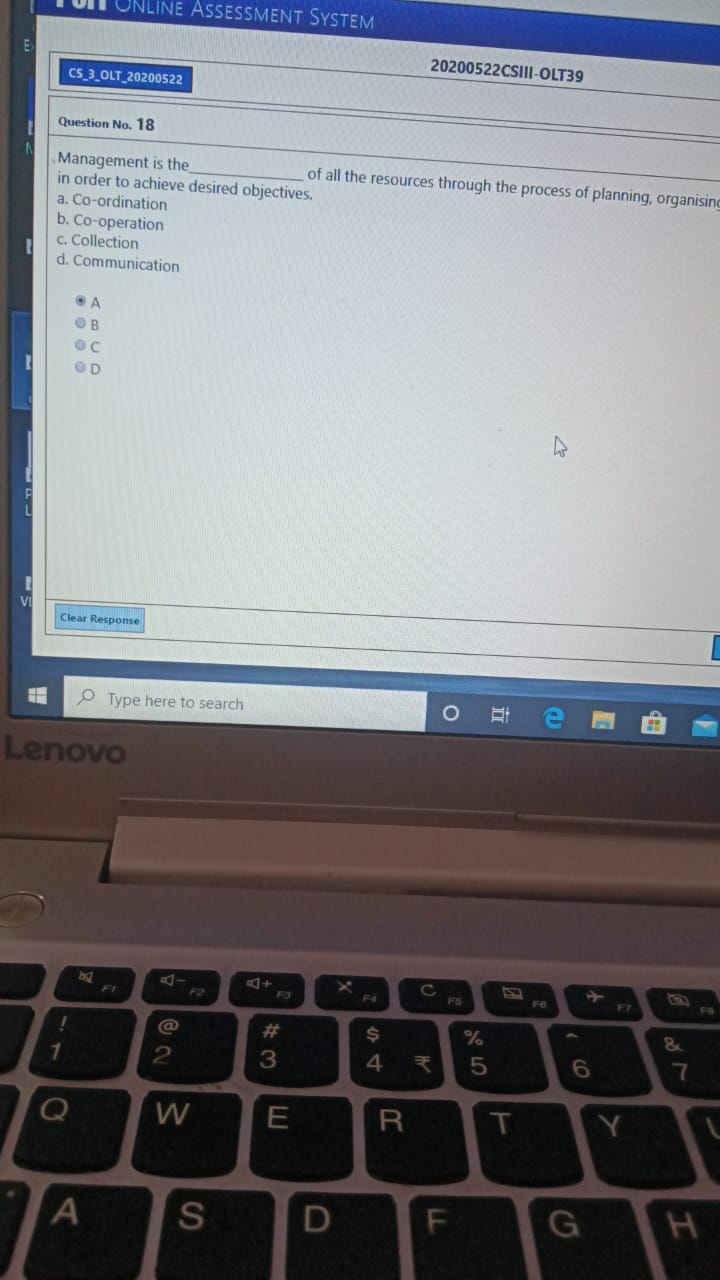 ONLINE ASSESSMENT SYSTEM
CS_3_OLT_20200522
20200522CSIII-OLT39
Question No. 18
Management is the____________ of all the resources through the process of planning, organising
in order to achieve desired objectives.
a. Co-ordination
b. Co-operation
c. Collection
d. Communication
A
B
C
D
Clear Response
Type here to search
Lenovo
F1 F2 F3 F4 F5 F6 F7 F8
! @ # $ % ^ &
1 2 3 4 ₹ 5 6 7
Q W E R T Y
A S D F G H